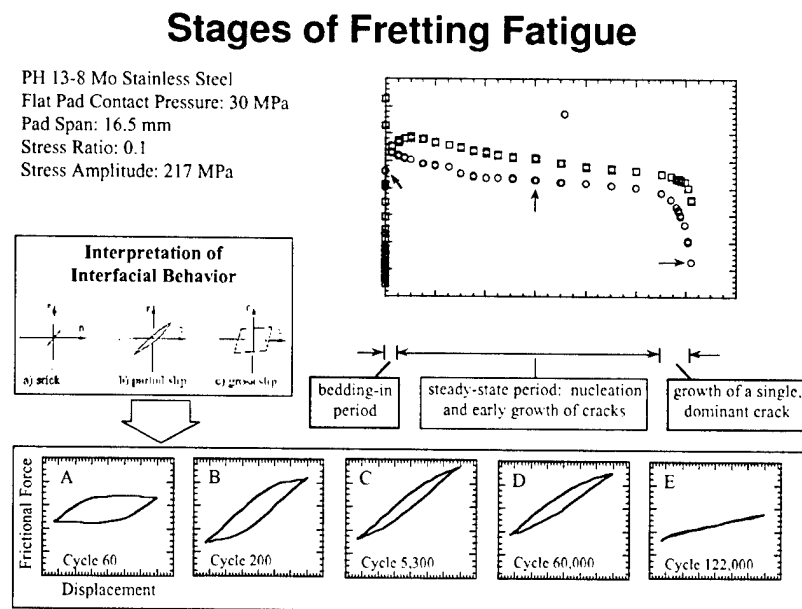 Stages of Fretting Fatigue
PH 13-8 Mo Stainless Steel
Flat Pad Contact Pressure: 30 MPa
Pad Span: 16.5 mm
Stress Ratio: 0.1
Stress Amplitude: 217 MPa
Interpretation of
Interfacial Behavior
a) stick
b) partial slip
c) gross slip
bedding-in
period
steady-state period: nucleation
and early growth of cracks
growth of a single,
dominant crack
Frictional Force
A
Cycle 60
B
Cycle 200
C
Cycle 5,300
D
Cycle 60,000
E
Cycle 122,000
Displacement